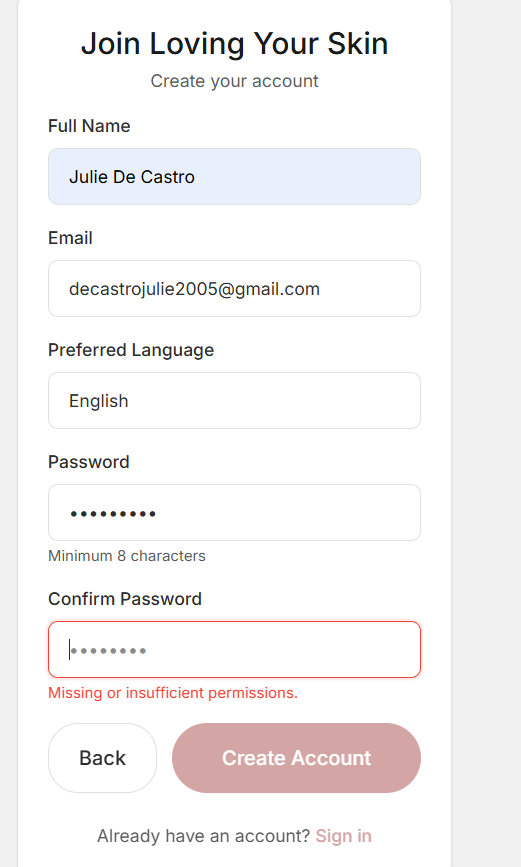 Join Loving Your Skin
Create your account
Full Name
Julie De Castro
Email
decastrojulie2005@gmail.com
Preferred Language
English
Password
•••••••••
Minimum 8 characters
Confirm Password
••••••••
Missing or insufficient permissions.
Back
Create Account
Already have an account? Sign in